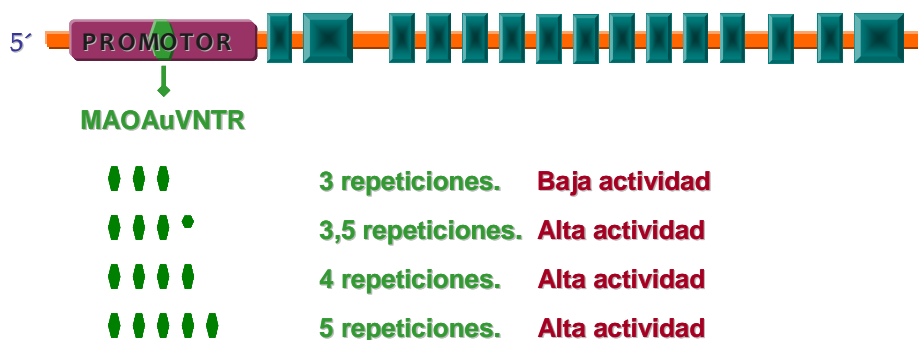 5´ PROMOTOR
MAOAuVNTR
3 repeticiones. Baja actividad
3,5 repeticiones. Alta actividad
4 repeticiones. Alta actividad
5 repeticiones. Alta actividad